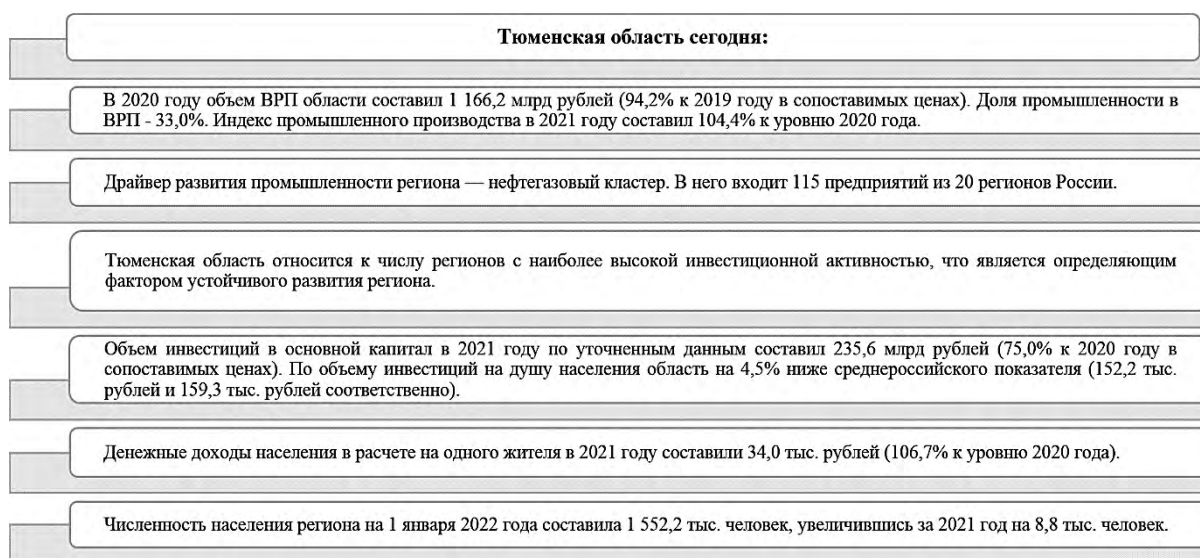 Тюменская область сегодня:
В 2020 году объем ВРП области составил 1 166,2 млрд рублей (94,2% к 2019 году в сопоставимых ценах). Доля промышленности в
ВРП - 33,0%. Индекс промышленного производства в 2021 году составил 104,4% к уровню 2020 года.
Драйвер развития промышленности региона — нефтегазовый кластер. В него входит 115 предприятий из 20 регионов России.
Тюменская область относится к числу регионов с наиболее высокой инвестиционной активностью, что является определяющим
фактором устойчивого развития региона.
Объем инвестиций в основной капитал в 2021 году по уточненным данным составил 235,6 млрд рублей (75,0% к 2020 году в
сопоставимых ценах). По объему инвестиций на душу населения область на 4,5% ниже среднероссийского показателя (152,2 тыс.
рублей и 159,3 тыс. рублей соответственно).
Денежные доходы населения в расчете на одного жителя в 2021 году составили 34,0 тыс. рублей (106,7% к уровню 2020 года).
Численность населения региона на 1 января 2022 года составила 1 552,2 тыс. человек, увеличившись за 2021 год на 8,8 тыс. человек.